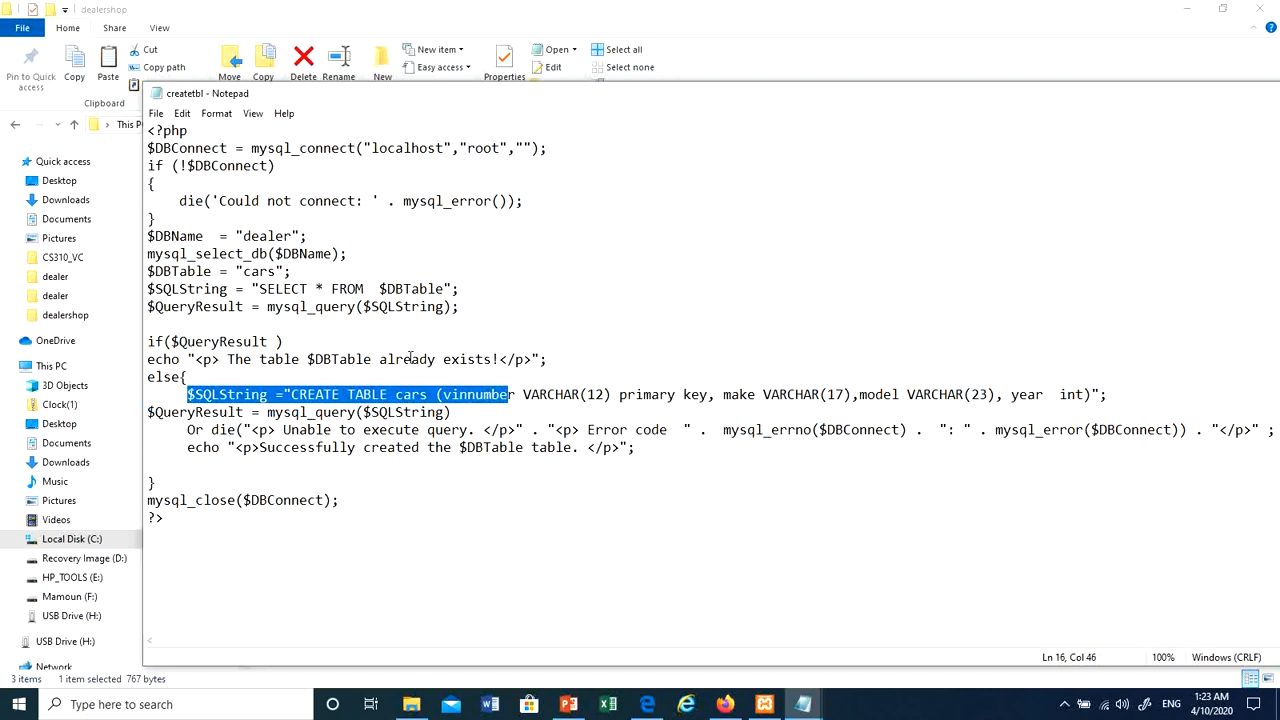 dealershop
File Home Share View
Cut
Copy path
Pin to Quick access
Copy
Paste
Clipboard
Move
Copy
Delete
Rename
New
New item
Easy access
Properties
Open
Edit
Select all
Select none
This P
createtbl - Notepad
File Edit Format View Help
Quick access
Desktop
Downloads
Documents
Pictures
CS310_VC
dealer
dealer
dealershop
OneDrive
This PC
3D Objects
Clock(1)
Desktop
Documents
Downloads
Music
Pictures
Videos
Local Disk (C:)
Recovery Image (D:)
HP_TOOLS (E:)
Mamoun (F:)
USB Drive (H:)
USB Drive (H:)
Network
<?php
$DBConnect = mysql_connect("localhost","root","");
if (!$DBConnect)
{
    die('Could not connect: ' . mysql_error());
}
$DBName  = "dealer";
mysql_select_db($DBName);
$DBTable = "cars";
$SQLString = "SELECT * FROM  $DBTable";
$QueryResult = mysql_query($SQLString);
if($QueryResult )
echo "<p> The table $DBTable already exists!</p>";
else{
     $SQLString ="CREATE TABLE cars (vinnumber VARCHAR(12) primary key, make VARCHAR(17),model VARCHAR(23), year  int)";
$QueryResult = mysql_query($SQLString)
     Or die("<p> Unable to execute query. </p>" . "<p> Error code  " .  mysql_errno($DBConnect) .  ": " . mysql_error($DBConnect)) . "</p>" ;
     echo "<p>Successfully created the $DBTable table. </p>";
}
mysql_close($DBConnect);
?>
Ln 16, Col 46
100%
Windows (CRLF)
3 items 1 item selected 767 bytes
Type here to search
ENG
1:23 AM
4/10/2020